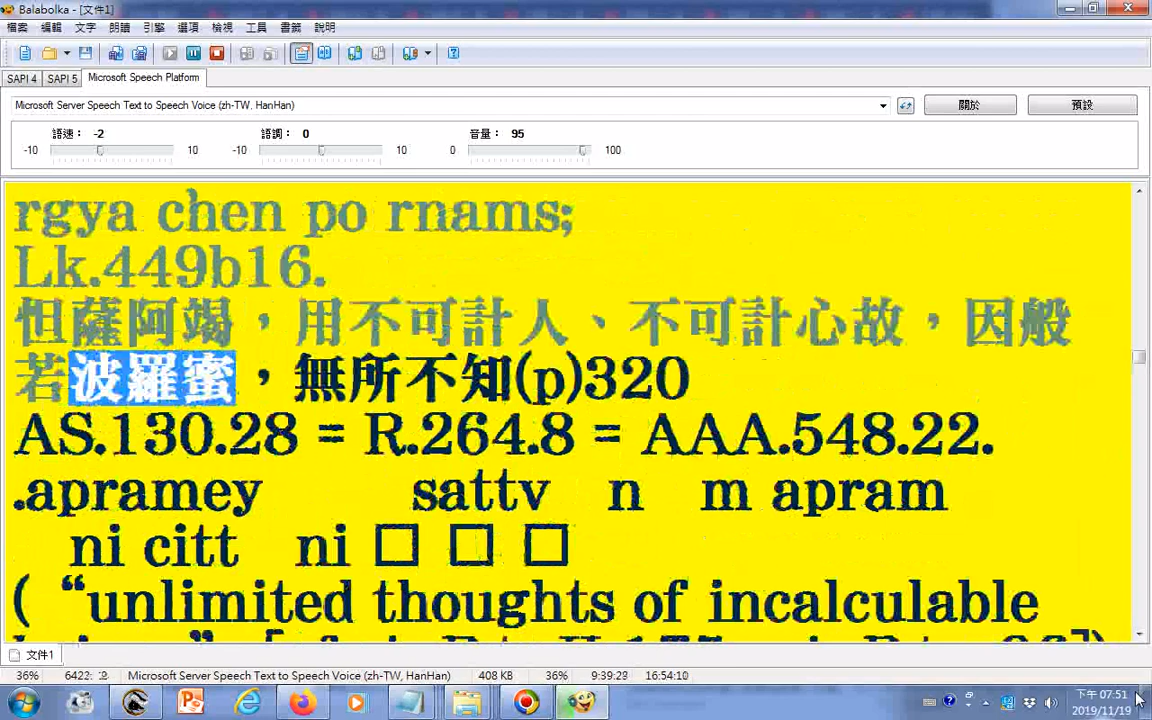 Balabolka - [文件1]
檔案 編輯 文字 朗讀 引擎 選項 檢視 工具 書籤 說明
SAPI 4 SAPI 5 Microsoft Speech Platform
Microsoft Server Speech Text to Speech Voice (zh-TW, HanHan)
關於 預設
語速： -2 語調： 0 音量： 95
-10 10 -10 10 0 100
rgya chen po rnams;
Lk.449b16.
怛薩阿竭，用不可計人、不可計心故，因般
若波羅蜜，無所不知(p)320
AS.130.28 = R.264.8 = AAA.548.22.
.apramey sattv n m apram
ni citt ni □ □ □
( “unlimited thoughts of incalculable
文件1
36% 6422: 2 Microsoft Server Speech Text to Speech Voice (zh-TW, HanHan) 408 KB 36% 9:39:23 16:54:10
下午 07:51
2019/11/19